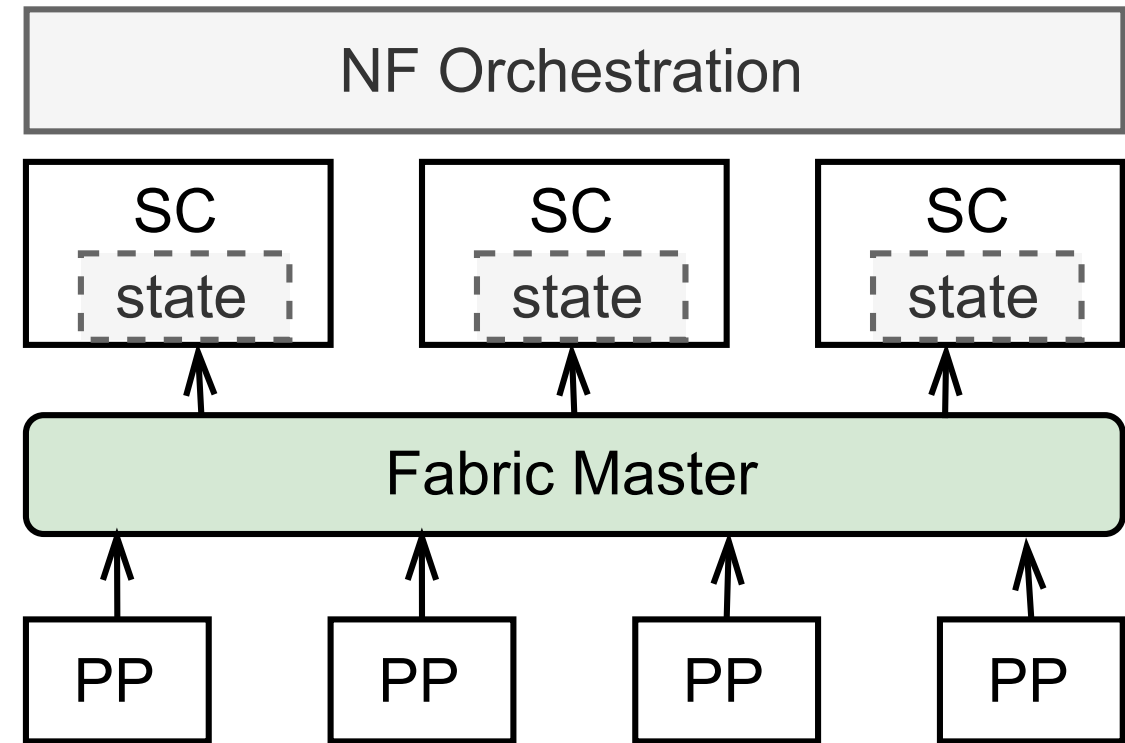 NF Orchestration
SC SC SC
state state state
Fabric Master
PP PP PP PP